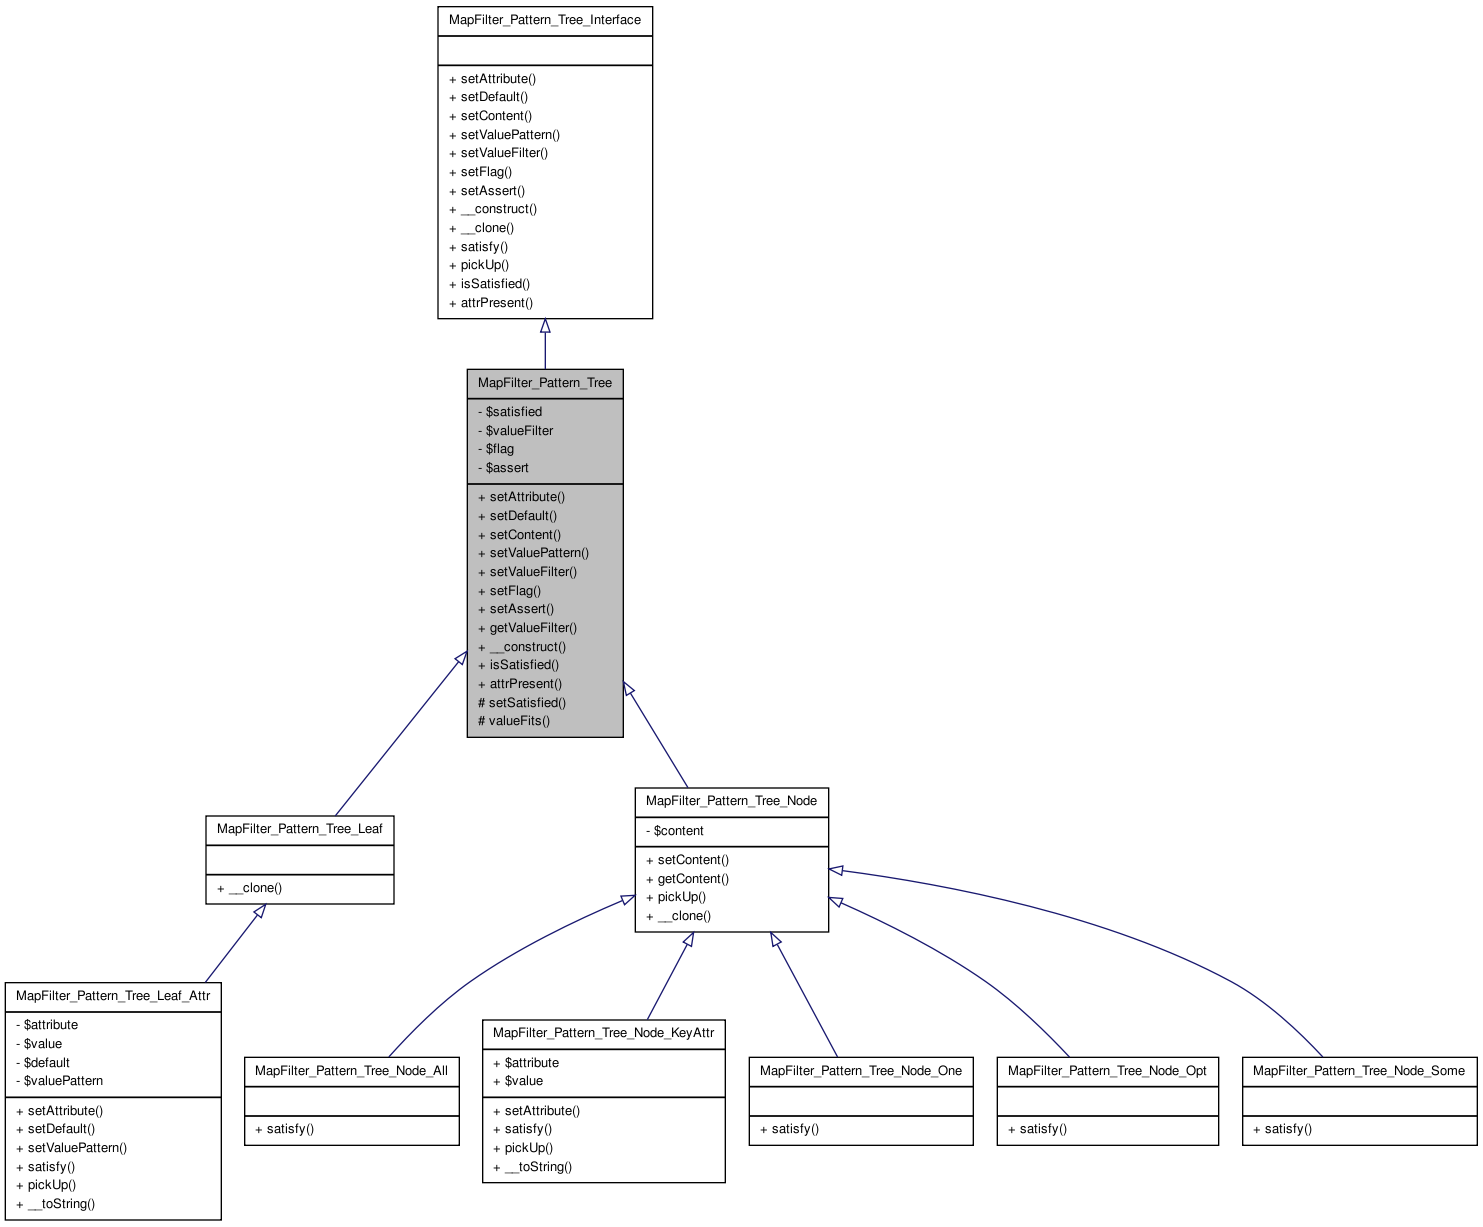 MapFilter_Pattern_Tree_Interface
+ setAttribute()
+ setDefault()
+ setContent()
+ setValuePattern()
+ setValueFilter()
+ setFlag()
+ setAssert()
+ __construct()
+ __clone()
+ satisfy()
+ pickUp()
+ isSatisfied()
+ attrPresent()
MapFilter_Pattern_Tree
- $satisfied
- $valueFilter
- $flag
- $assert
+ setAttribute()
+ setDefault()
+ setContent()
+ setValuePattern()
+ setValueFilter()
+ setFlag()
+ setAssert()
+ getValueFilter()
+ __construct()
+ isSatisfied()
+ attrPresent()
# setSatisfied()
# valueFits()
MapFilter_Pattern_Tree_Leaf
+ __clone()
MapFilter_Pattern_Tree_Node
- $content
+ setContent()
+ getContent()
+ pickUp()
+ __clone()
MapFilter_Pattern_Tree_Leaf_Attr
- $attribute
- $value
- $default
- $valuePattern
+ setAttribute()
+ setDefault()
+ setValuePattern()
+ satisfy()
+ pickUp()
+ __toString()
MapFilter_Pattern_Tree_Node_All
+ satisfy()
MapFilter_Pattern_Tree_Node_KeyAttr
+ $attribute
+ $value
+ setAttribute()
+ satisfy()
+ pickUp()
+ __toString()
MapFilter_Pattern_Tree_Node_One
+ satisfy()
MapFilter_Pattern_Tree_Node_Opt
+ satisfy()
MapFilter_Pattern_Tree_Node_Some
+ satisfy()